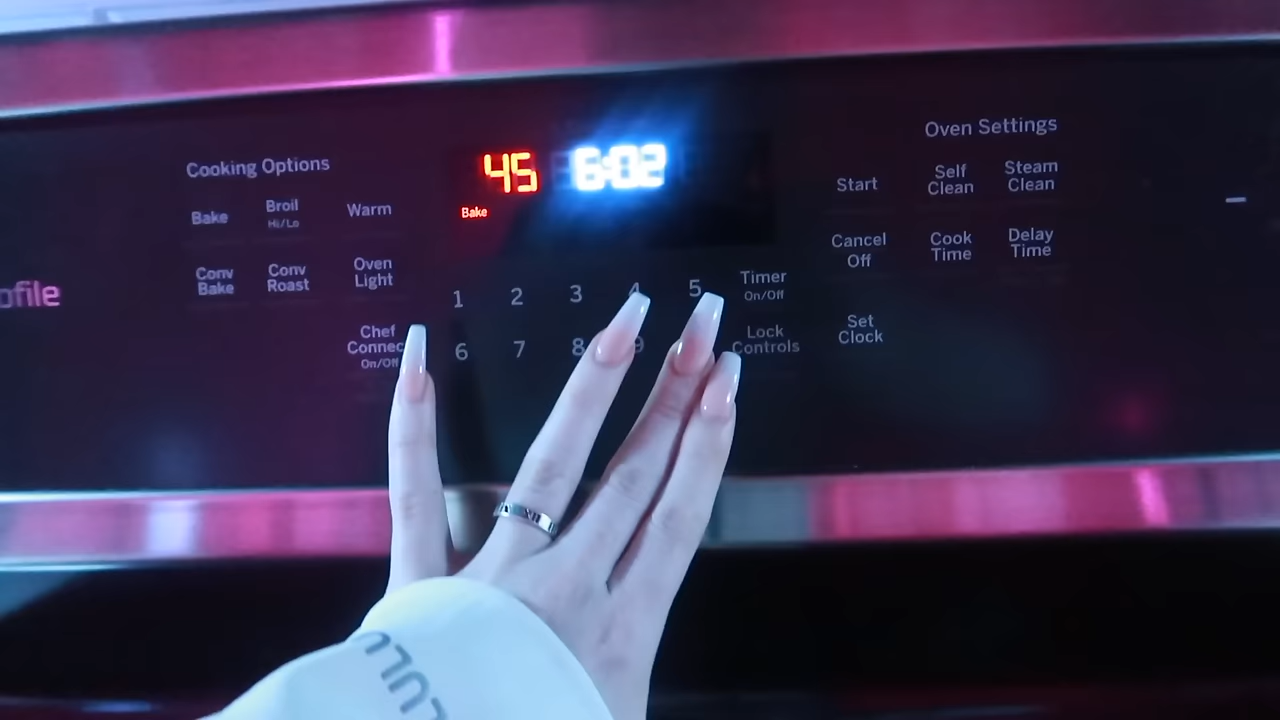 ofile
Cooking Options
Bake
Broil
Hi/Lo
Warm
Conv
Bake
Conv
Roast
Oven
Light
Chef
Connec
On/Off
45
6:02
Bake
1 2 3 4 5
6 7 8 9
Timer
On/Off
Lock
Controls
Oven Settings
Start
Self
Clean
Steam
Clean
Cancel
Off
Cook
Time
Delay
Time
Set
Clock
LULU